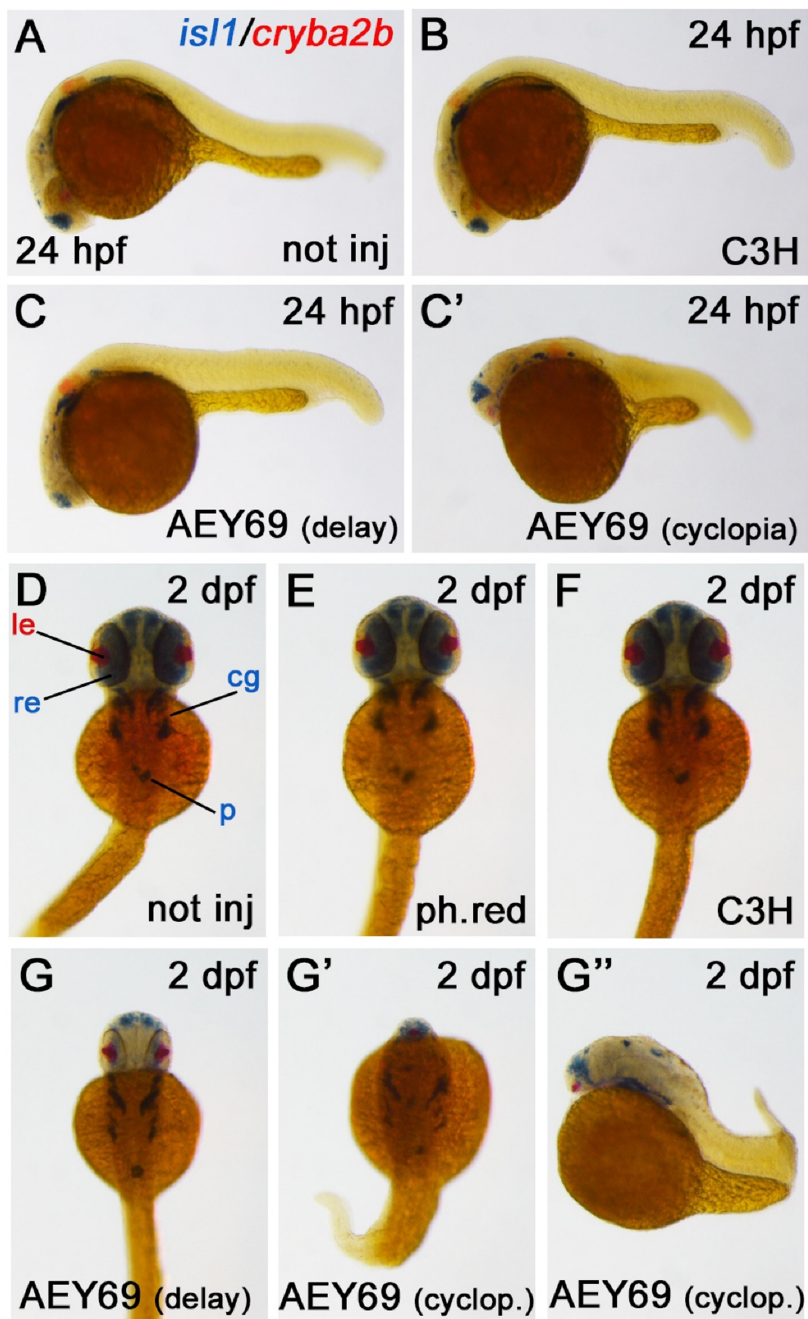 A
isl1/cryba2b
24 hpf
not inj
B
24 hpf
C3H
C
24 hpf
AEY69 (delay)
C’
24 hpf
AEY69 (cyclopia)
D
2 dpf
le
re
cg
p
not inj
E
2 dpf
ph.red
F
2 dpf
C3H
G
2 dpf
AEY69 (delay)
G’
2 dpf
AEY69 (cyclop.)
G’’
2 dpf
AEY69 (cyclop.)